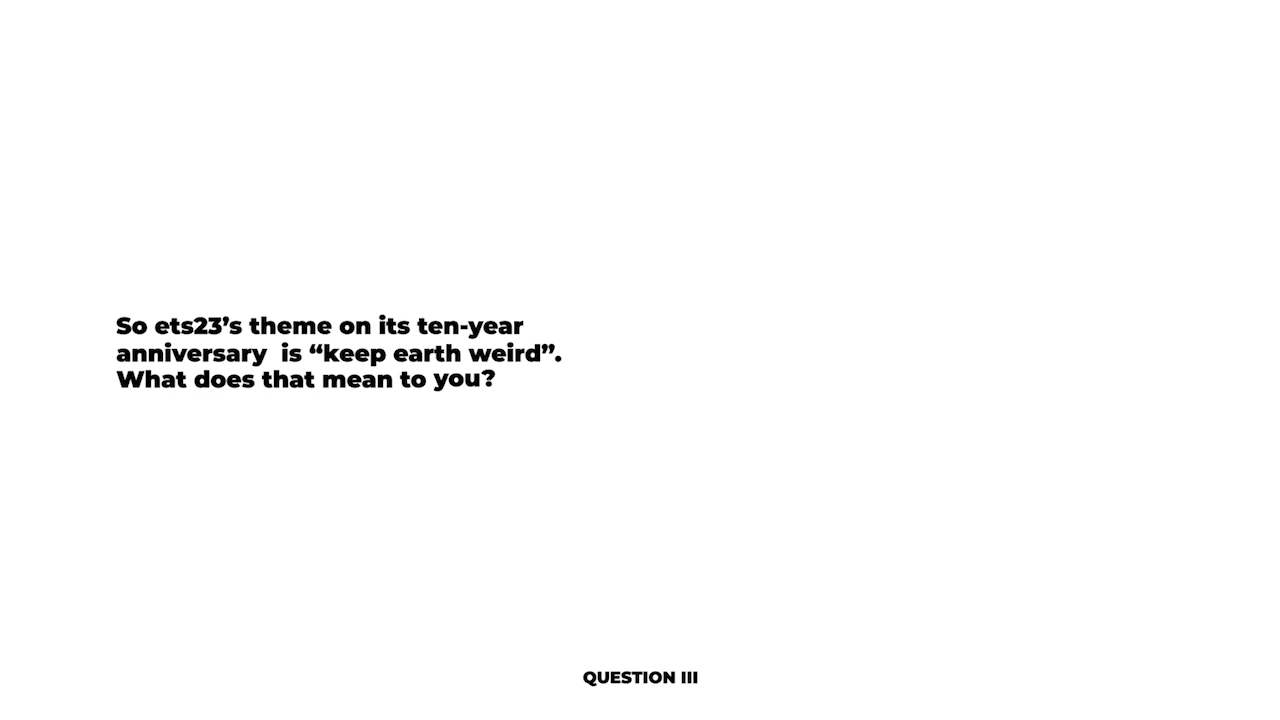 So ets23’s theme on its ten-year
anniversary  is “keep earth weird”.
What does that mean to you?
QUESTION III